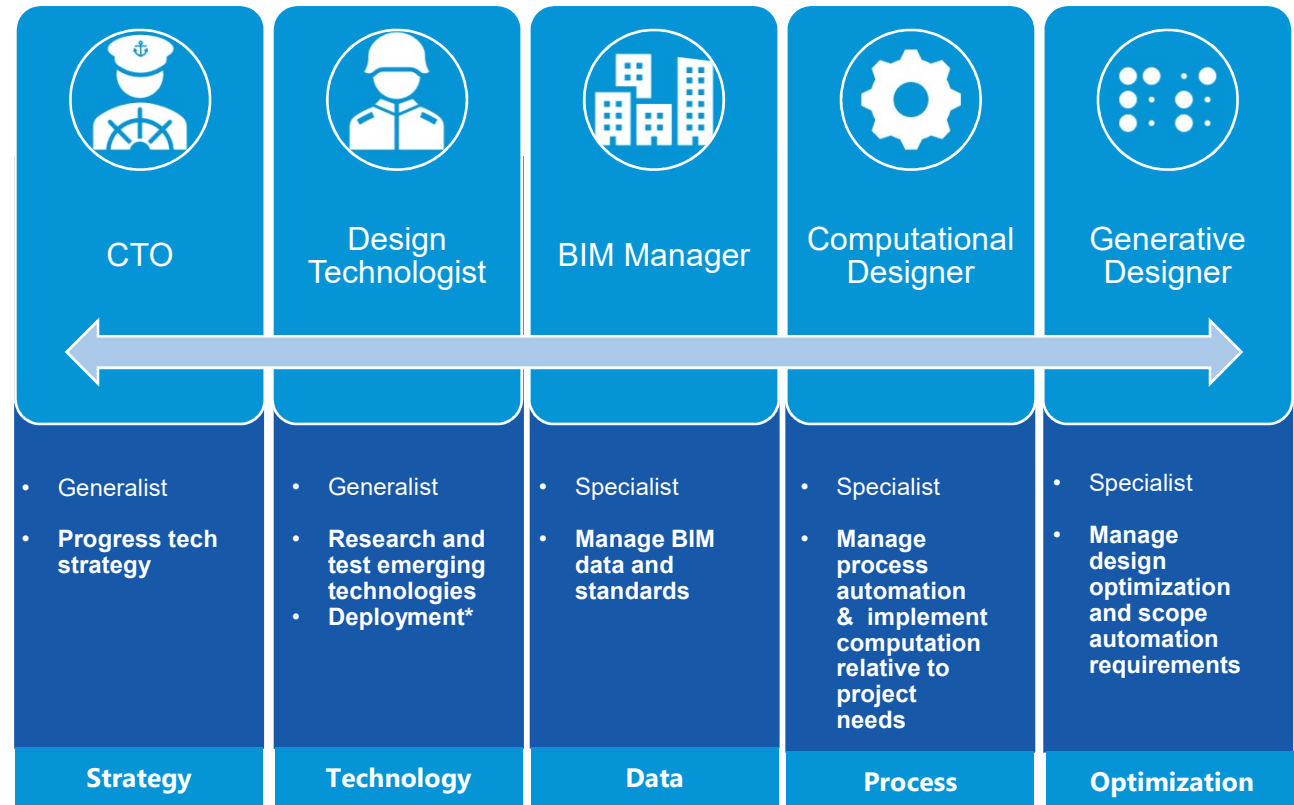 CTO
Design
Technologist
BIM Manager
Computational
Designer
Generative
Designer
• Generalist
• Progress tech
strategy
• Generalist
• Research and
test emerging
technologies
• Deployment*
• Specialist
• Manage BIM
data and
standards
• Specialist
• Manage
process
automation
& implement
computation
relative to
project
needs
• Specialist
• Manage
design
optimization
and scope
automation
requirements
Strategy
Technology
Data
Process
Optimization